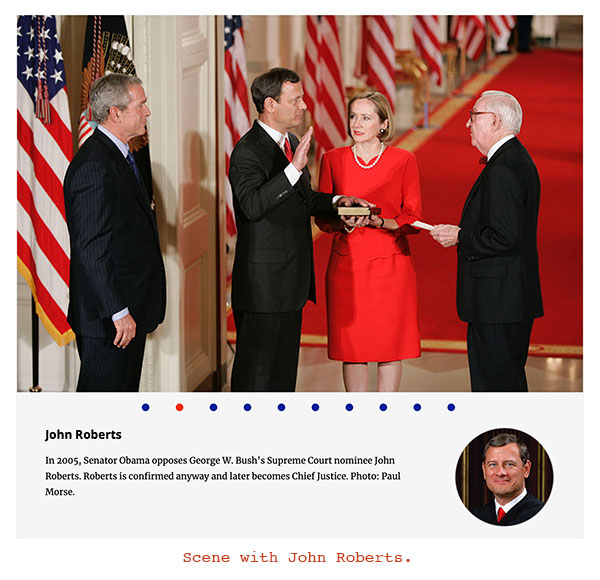 John Roberts
In 2005, Senator Obama opposes George W. Bush's Supreme Court nominee John
Roberts. Roberts is confirmed anyway and later becomes Chief Justice. Photo: Paul
Morse.
Scene with John Roberts.